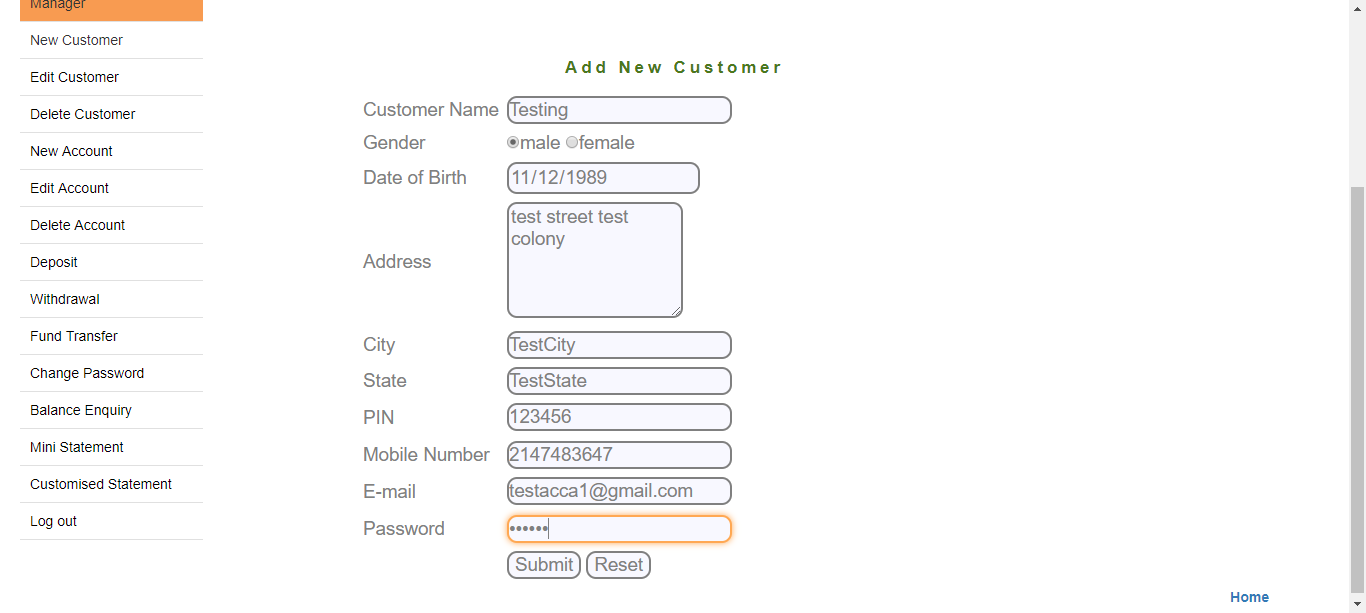 Manager
New Customer
Edit Customer
Delete Customer
New Account
Edit Account
Delete Account
Deposit
Withdrawal
Fund Transfer
Change Password
Balance Enquiry
Mini Statement
Customised Statement
Log out
Add New Customer
Customer Name Testing
Gender male female
Date of Birth 11/12/1989
Address test street test
colony
City TestCity
State TestState
PIN 123456
Mobile Number 2147483647
E-mail testacca1@gmail.com
Password ••••••
Submit Reset
Home